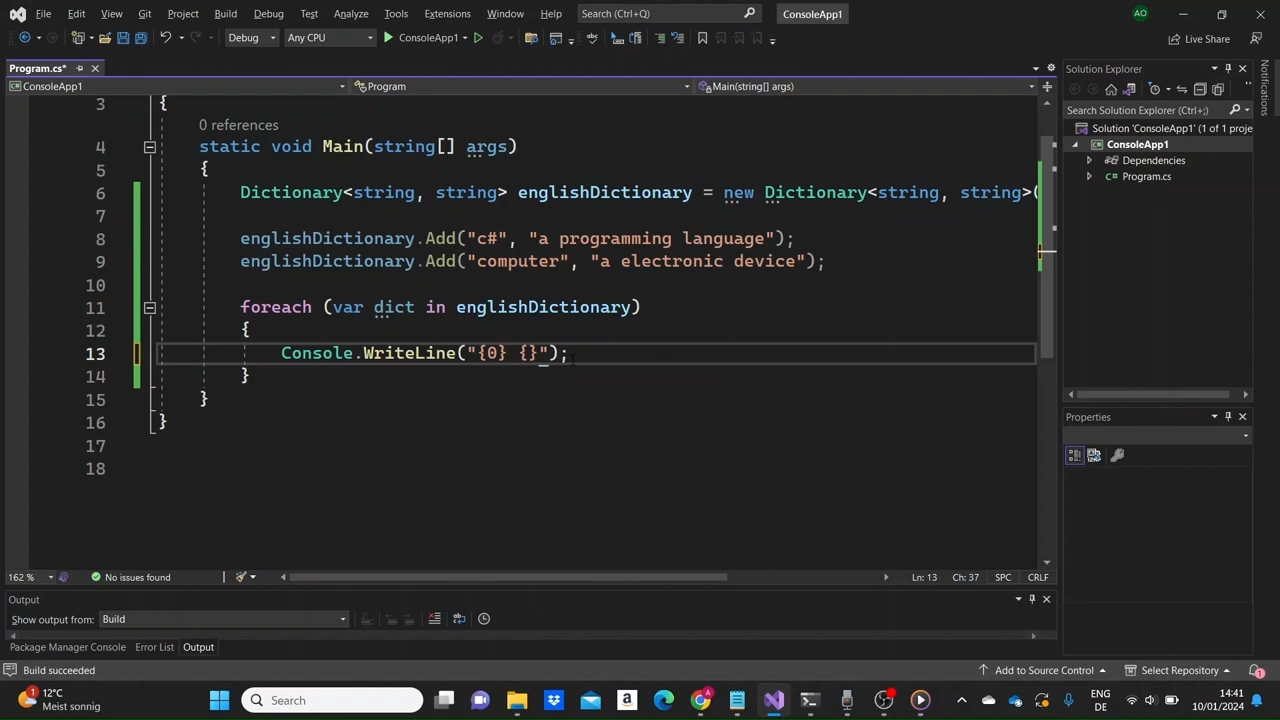 File Edit View Git Project Build Debug Test Analyze Tools Extensions Window Help Search (Ctrl+Q) ConsoleApp1 AO
Debug Any CPU ConsoleApp1 Live Share
Program.cs* Solution Explorer Notifications
ConsoleApp1 Program Main(string[] args)
Search Solution Explorer (Ctrl+;)
Solution 'ConsoleApp1' (1 of 1 proje
ConsoleApp1
Dependencies
Program.cs
3 {
0 references
4 static void Main(string[] args)
5 {
6 Dictionary<string, string> englishDictionary = new Dictionary<string, string>(
7
8 englishDictionary.Add("c#", "a programming language");
9 englishDictionary.Add("computer", "a electronic device");
10
11 foreach (var dict in englishDictionary)
12 {
13 Console.WriteLine("{0} {}");
14 }
15 }
16 }
17
18
Properties
162 % No issues found Ln: 13 Ch: 37 SPC CRLF
Output
Show output from: Build
Package Manager Console Error List Output
Build succeeded Add to Source Control Select Repository 1
1 12°C
Meist sonnig
Search
ENG
DE
14:41
10/01/2024